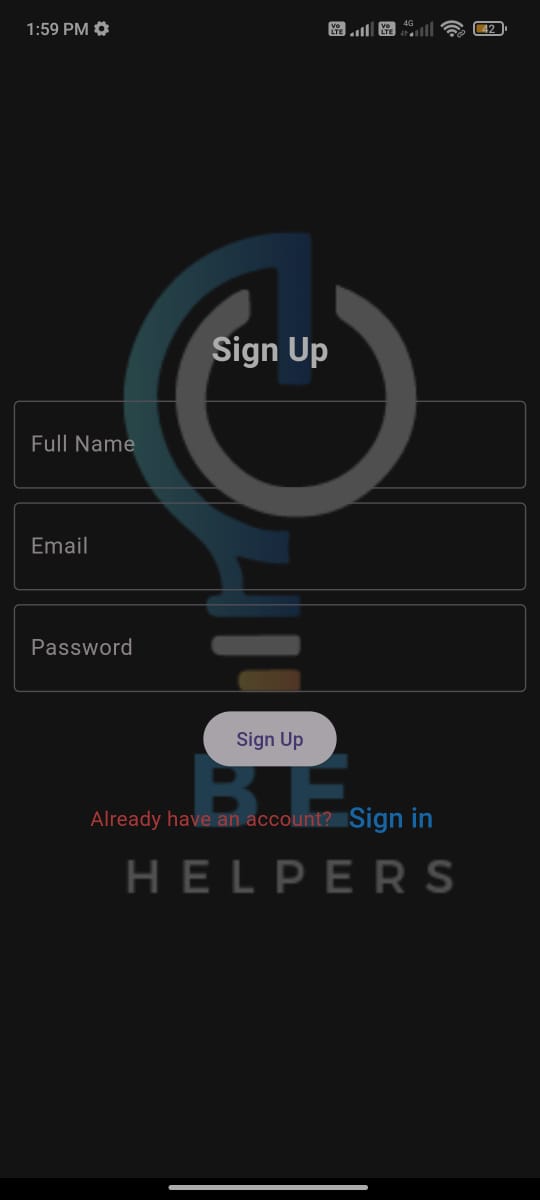 1:59 PM
Vo LTE Vo LTE 4G 42
Sign Up
Full Name
Email
Password
Sign Up
BE
Already have an account? Sign in
HELPERS